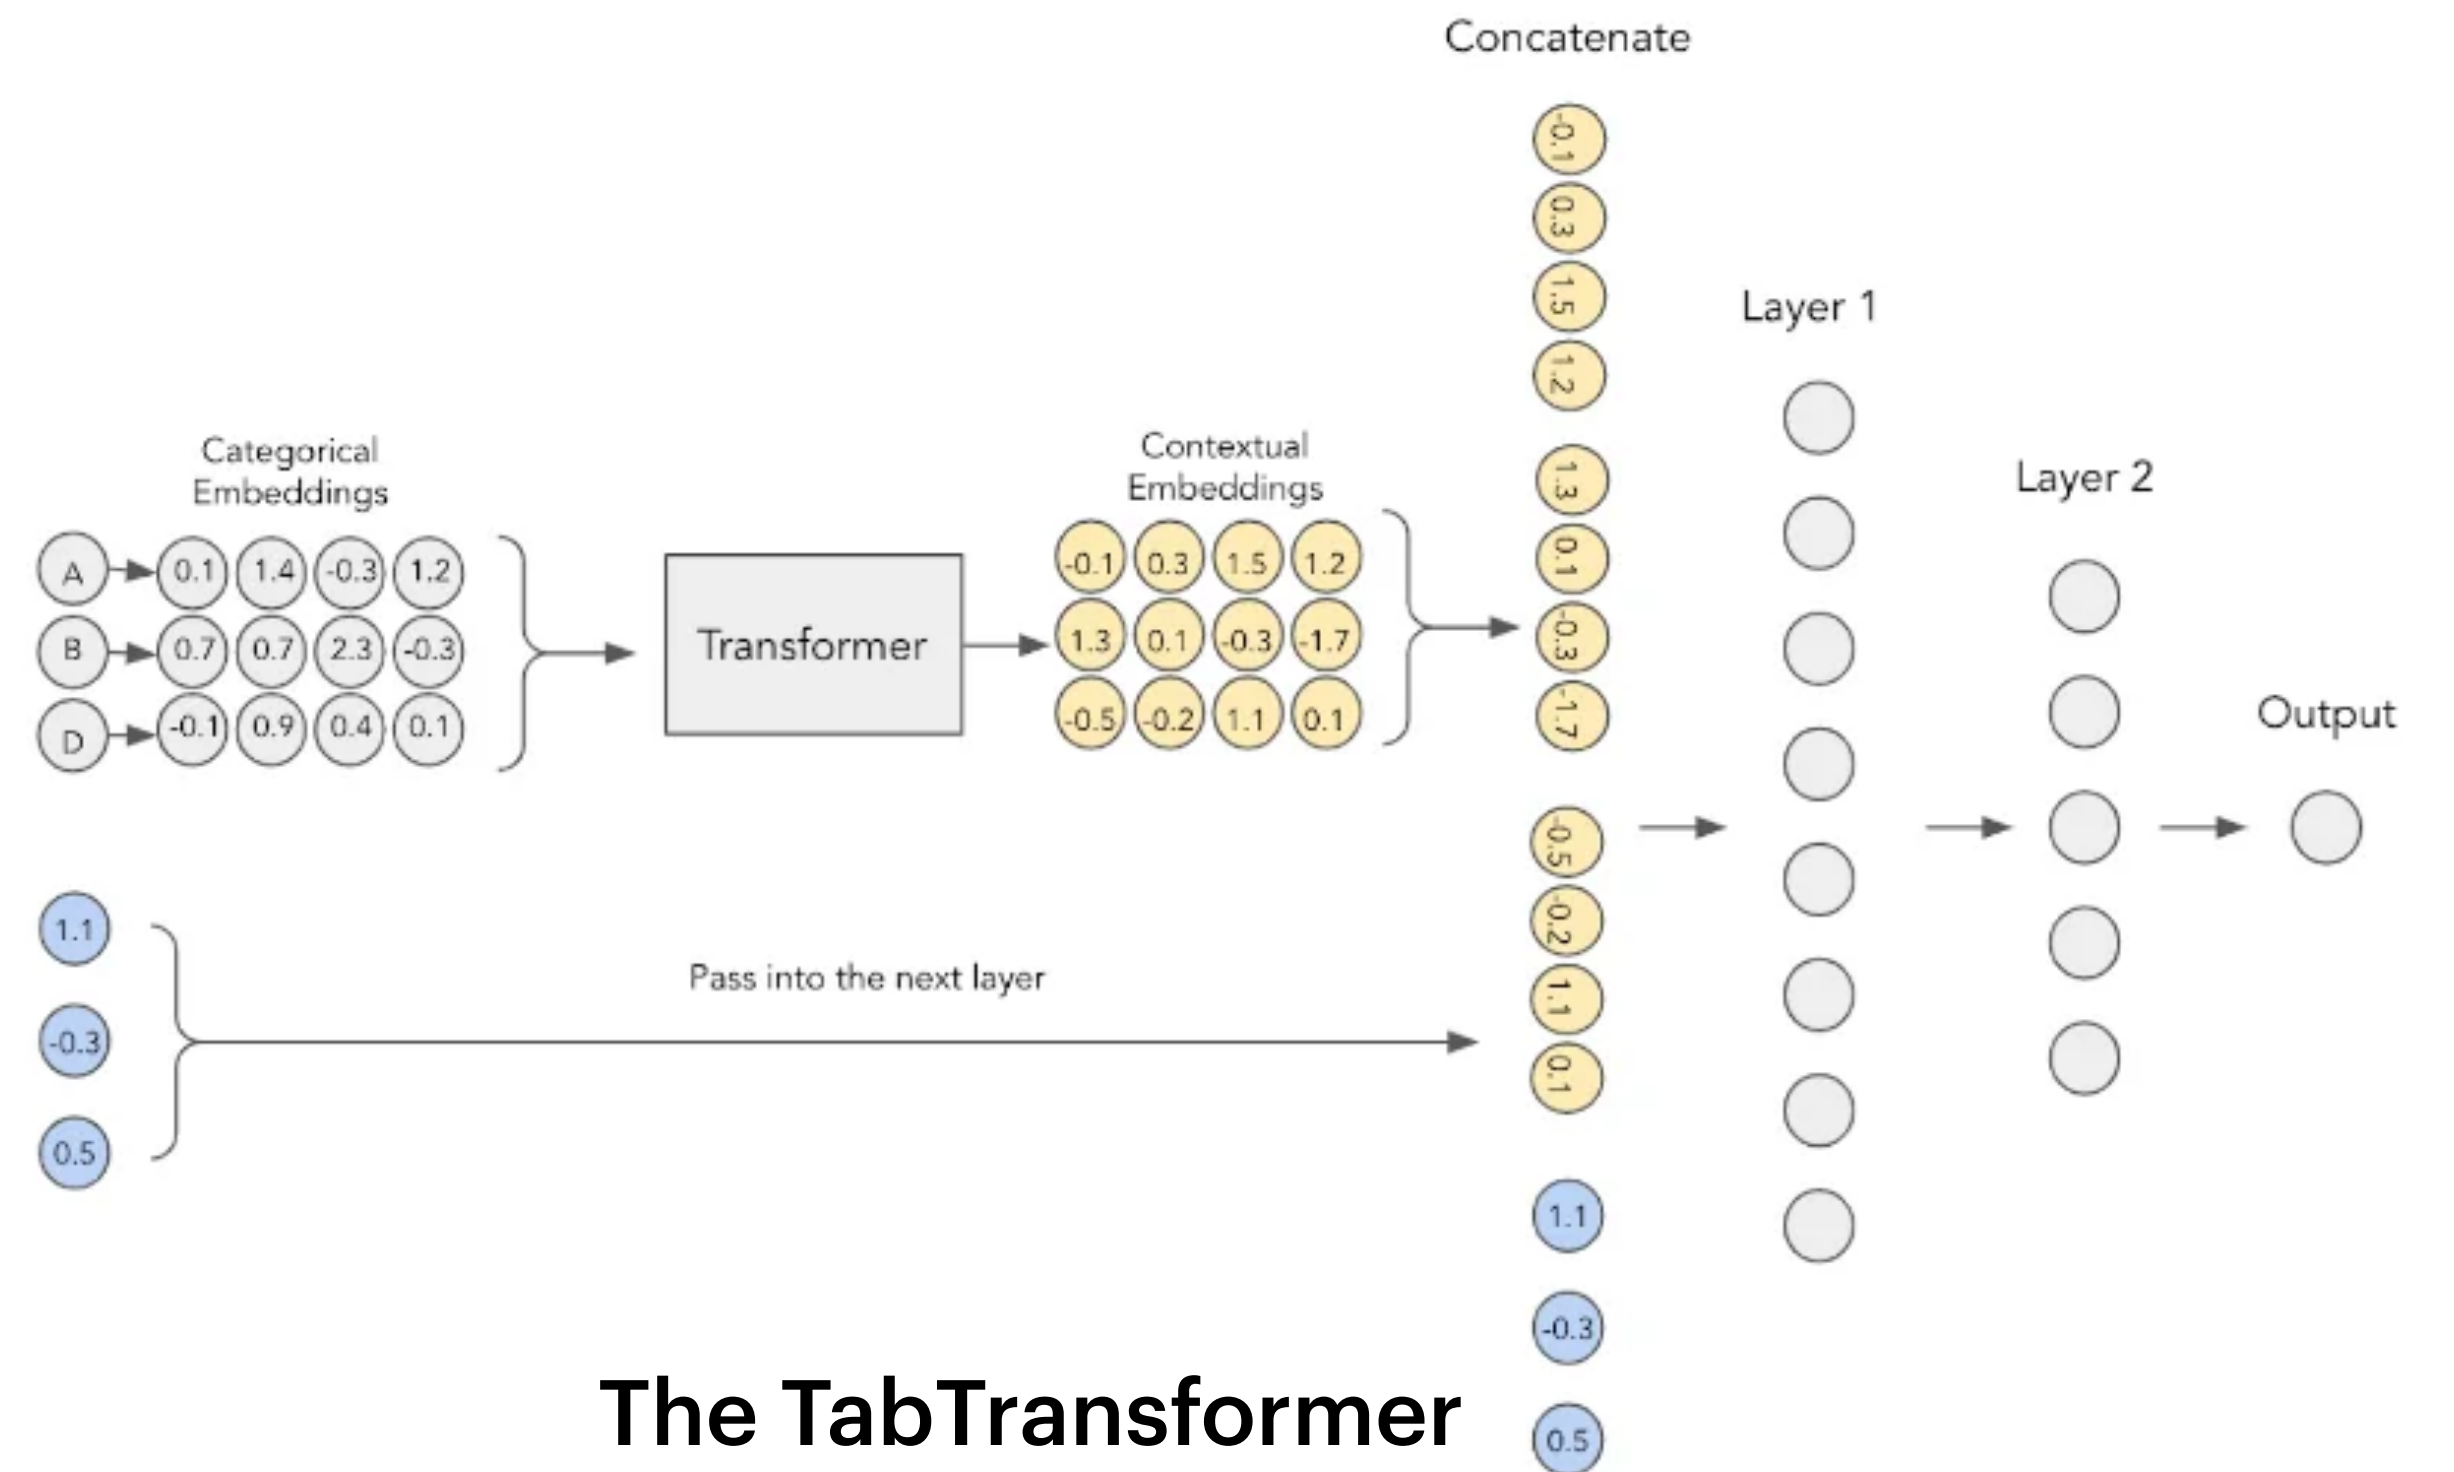 Concatenate
-0.1
0.3
1.5
1.2
1.3
0.1
-0.3
-1.7
-0.5
-0.2
1.1
0.1
1.1
-0.3
0.5
Layer 1
Layer 2
Output
Categorical
Embeddings
A 0.1 1.4 -0.3 1.2
B 0.7 0.7 2.3 -0.3
D -0.1 0.9 0.4 0.1
Transformer
Contextual
Embeddings
-0.1 0.3 1.5 1.2
1.3 0.1 -0.3 -1.7
-0.5 -0.2 1.1 0.1
1.1
-0.3
0.5
Pass into the next layer
The TabTransformer